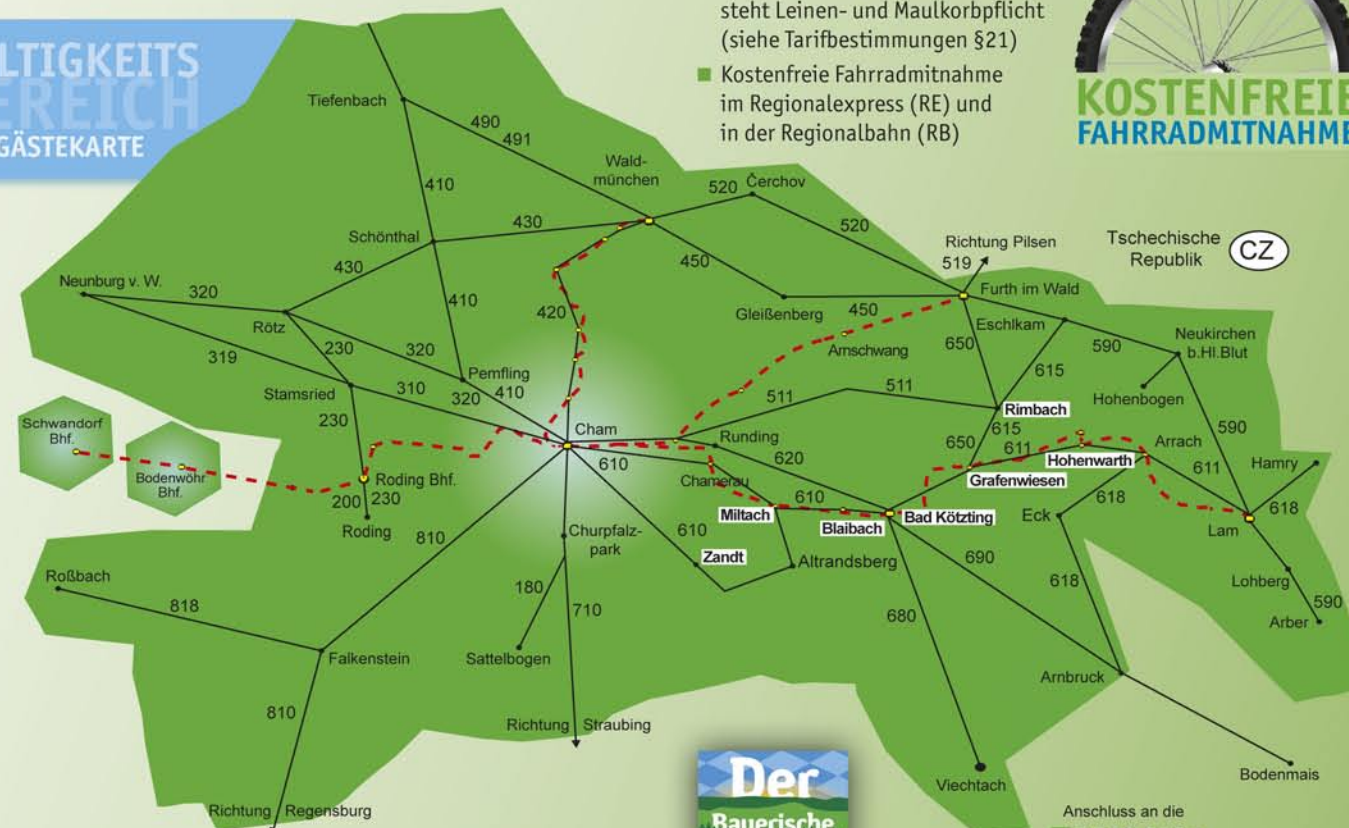 LTIGKEITS
EREICH
GÄSTEKARTE
steht Leinen- und Maulkorbpflicht
(siehe Tarifbestimmungen §21)
Kostenfreie Fahrradmitnahme
im Regionalexpress (RE) und
in der Regionalbahn (RB)
KOSTENFREIE
FAHRRADMITNAHME
Tiefenbach
490
491
Wald-
münchen
520
Čerchov
410
430
520
Schönthal
Richtung Pilsen
519
Tschechische
Republik
CZ
Neunburg v. W.
320
430
450
Furth im Wald
410
420
Gleißenberg
450
Eschlkam
Rötz
230
320
Arnschwang
650
590
Neukirchen
b.Hl.Blut
319
Pemfling
615
Stamsried
310
320
410
511
511
Hohenbogen
230
Rimbach
Schwandorf
Bhf.
Cham
Runding
615
590
650
611
Arrach
Bodenwöhr
Bhf.
610
620
Hohenwarth
611
Hamry
Roding Bhf.
Chamerau
Grafenwiesen
200
230
610
618
618
Roding
Miltach
Blaibach
Bad Kötzting
Eck
Lam
810
Churpfalz-
park
610
690
Zandt
Altrandsberg
Roßbach
180
710
618
Lohberg
590
818
680
Arber
Falkenstein
Sattelbogen
Arnbruck
810
Richtung
Straubing
Viechtach
Bodenmais
Der
Bayerische
Richtung
Regensburg
Anschluss an die